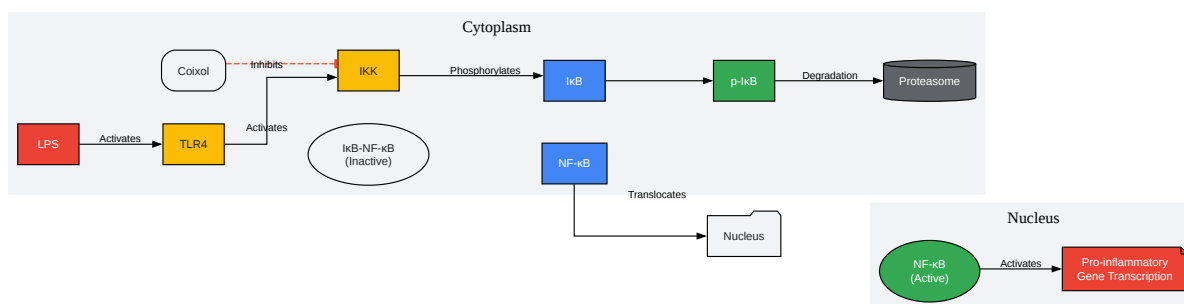 Cytoplasm
Coixol
Inhibits
IKK
Phosphorylates
IκB
p-IκB
Degradation
Proteasome
LPS
Activates
TLR4
Activates
IκB-NF-κB
(Inactive)
NF-κB
Translocates
Nucleus
Nucleus
NF-κB
(Active)
Activates
Pro-inflammatory
Gene Transcription